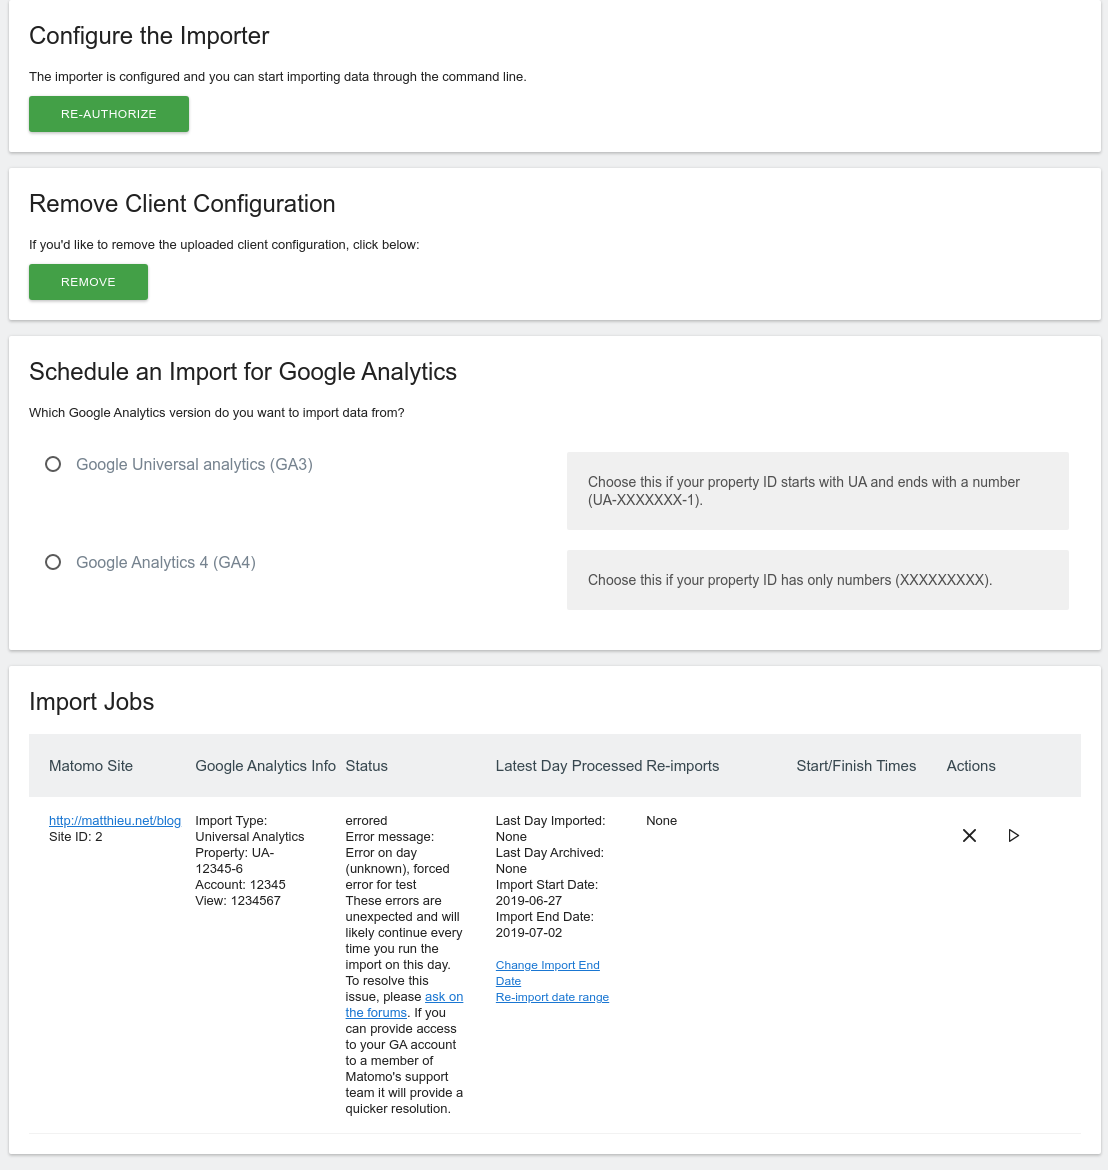 Configure the Importer
The importer is configured and you can start importing data through the command line.
RE-AUTHORIZE
Remove Client Configuration
If you'd like to remove the uploaded client configuration, click below:
REMOVE
Schedule an Import for Google Analytics
Which Google Analytics version do you want to import data from?
Google Universal analytics (GA3)
Choose this if your property ID starts with UA and ends with a number
(UA-XXXXXXX-1).
Google Analytics 4 (GA4)
Choose this if your property ID has only numbers (XXXXXXXXX).
Import Jobs
Matomo Site Google Analytics Info Status Latest Day Processed Re-imports Start/Finish Times Actions
http://matthieu.net/blog
Site ID: 2
Import Type:
Universal Analytics
Property: UA-
12345-6
Account: 12345
View: 1234567
errored
Error message:
Error on day
(unknown), forced
error for test
These errors are
unexpected and will
likely continue every
time you run the
import on this day.
To resolve this
issue, please ask on
the forums. If you
can provide access
to your GA account
to a member of
Matomo's support
team it will provide a
quicker resolution.
Last Day Imported:
None
Last Day Archived:
None
Import Start Date:
2019-06-27
Import End Date:
2019-07-02
Change Import End
Date
Re-import date range
None